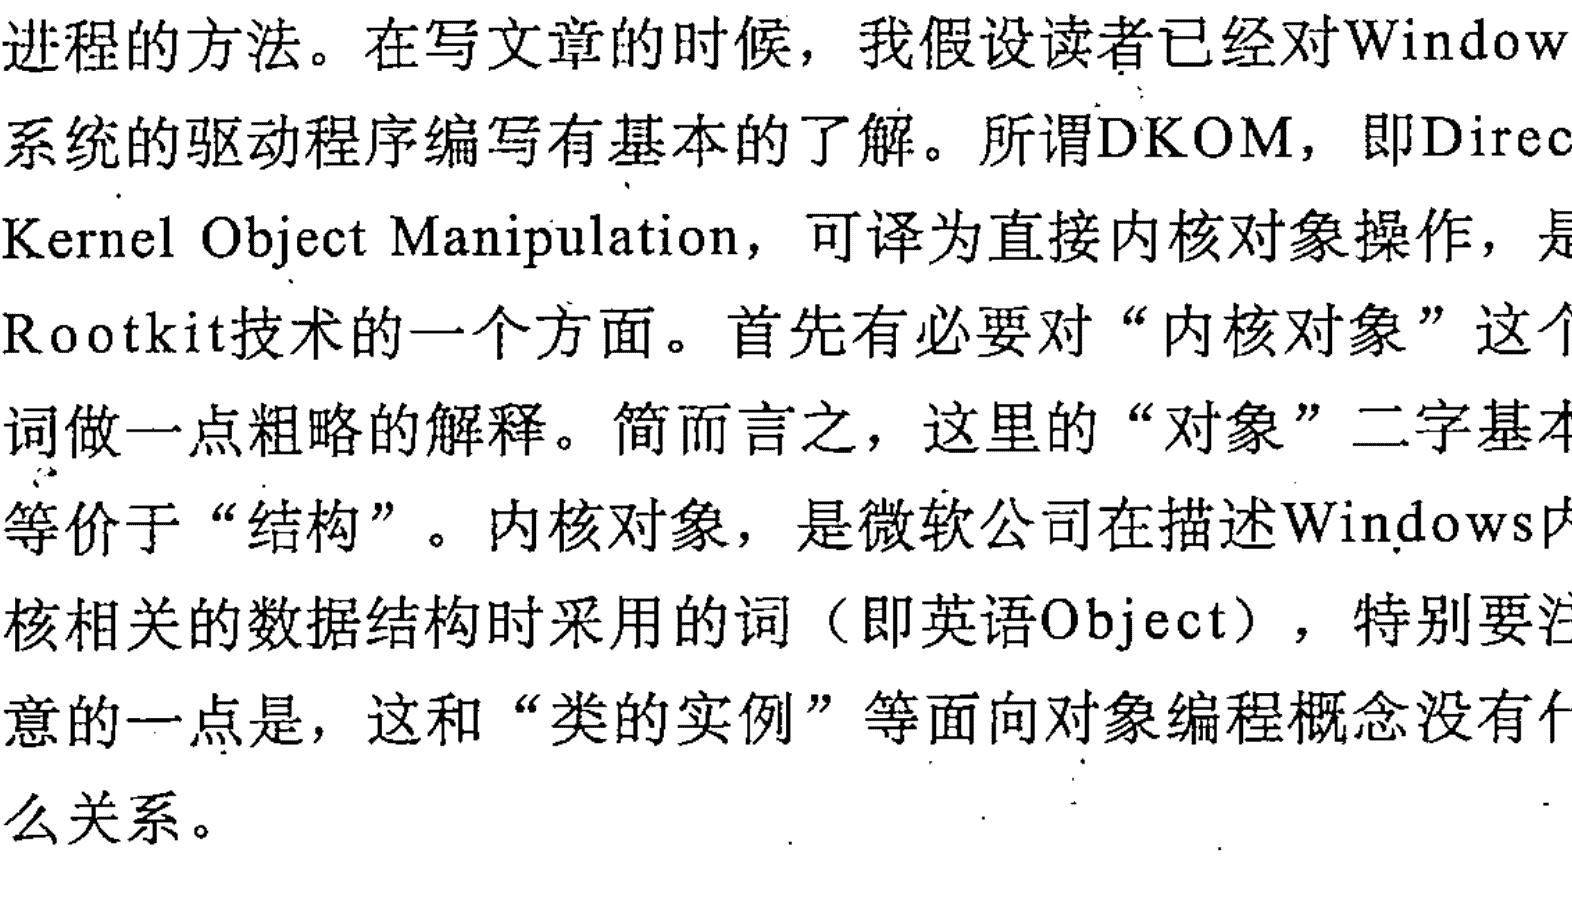 进程的方法。在写文章的时候，我假设读者已经对Window
系统的驱动程序编写有基本的了解。所谓DKOM，即Direc
Kernel Object Manipulation，可译为直接内核对象操作，是
Rootkit技术的一个方面。首先有必要对“内核对象”这个
词做一点粗略的解释。简而言之，这里的“对象”二字基本
等价于“结构”。内核对象，是微软公司在描述Windows内
核相关的数据结构时采用的词（即英语Object），特别要注
意的一点是，这和“类的实例”等面向对象编程概念没有什
么关系。